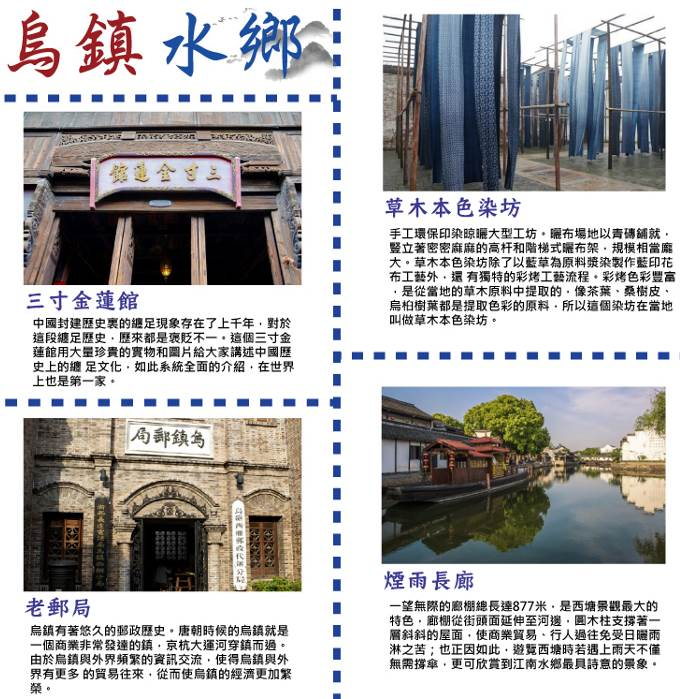 烏鎮水鄉
三寸金蓮館
三寸金蓮館
中國封建歷史裏的纏足現象存在了上千年，對於
這段纏足歷史，歷來都是褒貶不一。這個三寸金
蓮館用大量珍貴的實物和圖片給大家講述中國歷
史上的纏 足文化，如此系統全面的介紹，在世界
上也是第一家。
烏鎮郵局
老郵局
烏鎮有著悠久的郵政歷史。唐朝時候的烏鎮就是
一個商業非常發達的鎮，京杭大運河穿鎮而過。
由於烏鎮與外界頻繁的資訊交流，使得烏鎮與外
界有更多 的貿易往來，從而使烏鎮的經濟更加繁
榮。
草木本色染坊
手工環保印染晾曬大型工坊。曬布場地以青磚鋪就，
豎立著密密麻麻的高杆和階梯式曬布架，規模相當龐
大。草木本色染坊除了以藍草為原料漿染製作藍印花
布工藝外，還 有獨特的彩烤工藝流程。彩烤色彩豐富
，是從當地的草木原料中提取的，像茶葉、桑樹皮、
烏桕樹葉都是提取色彩的原料，所以這個染坊在當地
叫做草木本色染坊。
煙雨長廊
一望無際的廊棚總長達877米，是西塘景觀最大的
特色，廊棚從街頭面延伸至河邊，圓木柱支撐著一
層斜斜的屋面，使商業貿易、行人過往免受日曬雨
淋之苦；也正因如此，遊覽西塘時若遇上雨天不僅
無需撐傘，更可欣賞到江南水鄉最具詩意的景象。